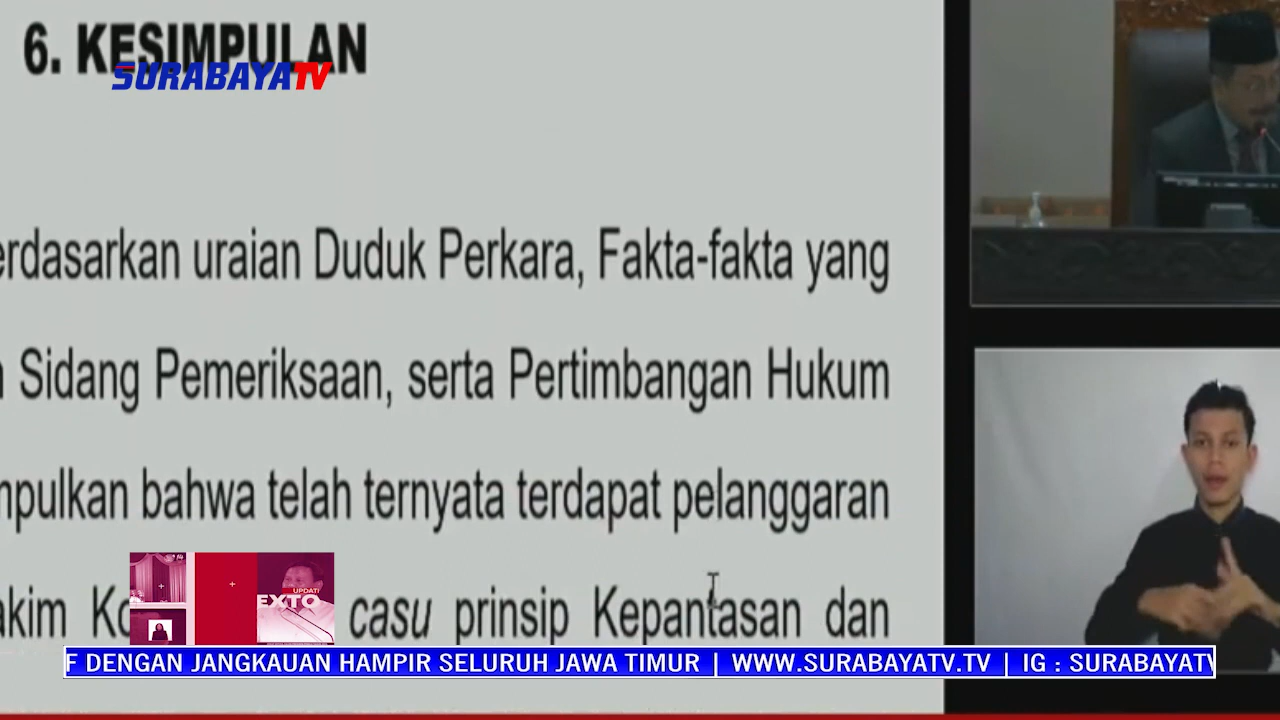 6. KESIMPULAN
SURABAYATV
erdasarkan uraian Duduk Perkara, Fakta-fakta yang
Sidang Pemeriksaan, serta Pertimbangan Hukum
mpulkan bahwa telah ternyata terdapat pelanggaran
akim Ko casu prinsip Kepantasan dan
UPDATE
EXTO
F DENGAN JANGKAUAN HAMPIR SELURUH JAWA TIMUR | WWW.SURABAYATV.TV | IG : SURABAYATV